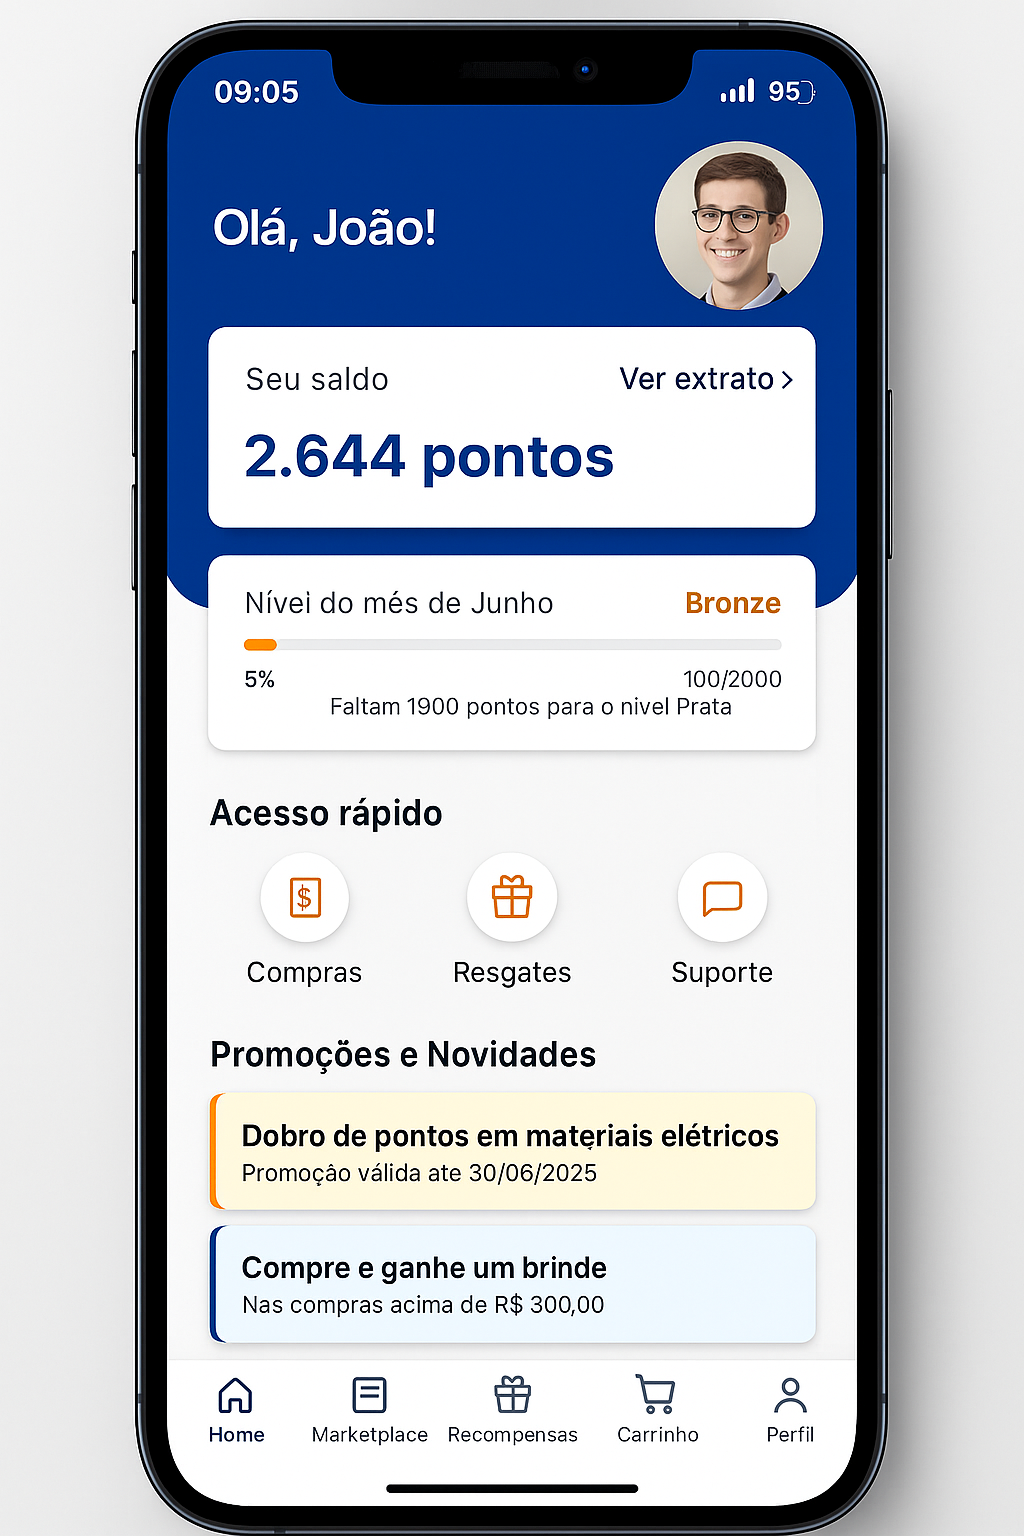 09:05 95
Olá, João!
Seu saldo Ver extrato >
2.644 pontos
Nívei do més de Junho Bronze
5% 100/2000
Faltam 1900 pontos para o nivel Prata
Acesso rápido
$
Compras Resgates Suporte
Promoções e Novidades
Dobro de pontos em materiais elétricos
Promoçâo válida ate 30/06/2025
Compre e ganhe um brinde
Nas compras acima de R$ 300,00
Home Marketplace Recompensas Carrinho Perfil